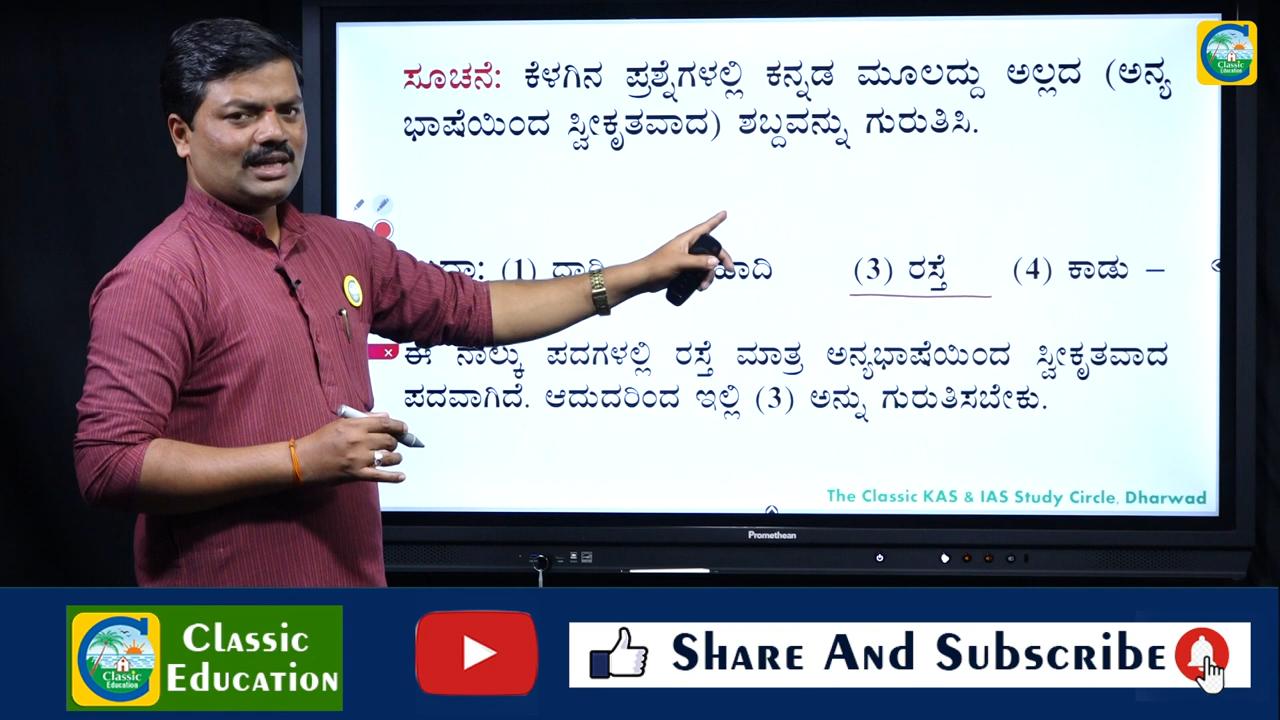 ಸೂಚನೆ: ಕೆಳಗಿನ ಪ್ರಶ್ನೆಗಳಲ್ಲಿ ಕನ್ನಡ ಮೂಲದ್ದು ಅಲ್ಲದ (ಅನ್ಯ
ಭಾಷೆಯಿಂದ ಸ್ವೀಕೃತವಾದ) ಶಬ್ದವನ್ನು ಗುರುತಿಸಿ.
(1) ದಾರಿ (3) ರಸ್ತೆ (4) ಕಾಡು –
ಈ ನಾಲ್ಕು ಪದಗಳಲ್ಲಿ ರಸ್ತೆ ಮಾತ್ರ ಅನ್ಯಭಾಷೆಯಿಂದ ಸ್ವೀಕೃತವಾದ
ಪದವಾಗಿದೆ. ಆದುದರಿಂದ ಇಲ್ಲಿ (3) ಅನ್ನು ಗುರುತಿಸಬೇಕು.
The Classic KAS & IAS Study Circle, Dharwad
Promethean
Classic
Education
Classic
Education
Classic
Education
Share And Subscribe